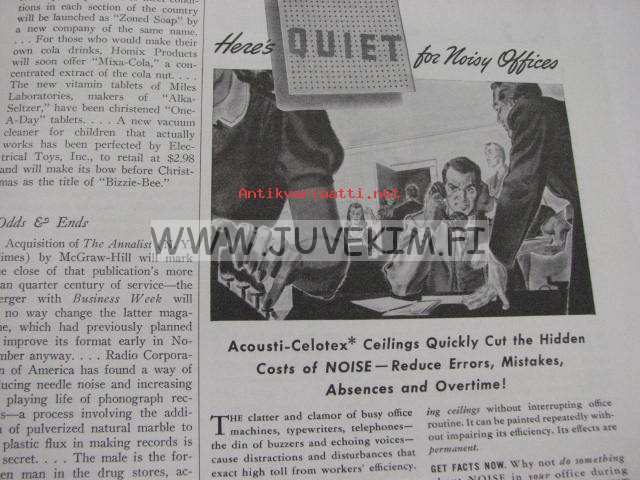 ditions in each section of the country
will be launched as "Zoned Soap" by
a new company of the same name.
. . . For those who would make their
own cola drinks, Homix Products
will soon offer "Mixa-Cola," a con-
centrated extract of the cola nut. . . .
The new vitamin tablets of Miles
Laboratories, makers of "Alka-
Seltzer," have been christened "One-
A-Day" tablets. . . . A new vacuum
cleaner for children that actually
works has been perfected by Elec-
trical Toys, Inc., to retail at $2.98
and will make its bow before Christ-
mas as the title of "Bizzie-Bee."
Odds & Ends
Acquisition of The Annalist (N. Y.
Times) by McGraw-Hill will mark
the close of that publication's more
an quarter century of service—the
erger with Business Week will
no way change the latter maga-
ne, which had previously planned
improve its format early in No-
mber anyway. . . . Radio Corpora-
n of America has found a way of
ucing needle noise and increasing
playing life of phonograph rec-
s—a process involving the addi-
of pulverized natural marble to
plastic flux in making records is
secret. . . . The male is the for-
en man in the drug stores, ac-
Here's QUIET for Noisy Offices
Antikvariaatti.net
WWW.JUVEKIM.FI
Acousti-Celotex* Ceilings Quickly Cut the Hidden
Costs of NOISE—Reduce Errors, Mistakes,
Absences and Overtime!
THE clatter and clamor of busy office
machines, typewriters, telephones—
the din of buzzers and echoing voices—
cause distractions and disturbances that
exact high toll from workers' efficiency.
ing ceilings without interrupting office
routine. It can be painted repeatedly with-
out impairing its efficiency. Its effects are
permanent.
GET FACTS NOW. Why not do something
about NOISE in your office during